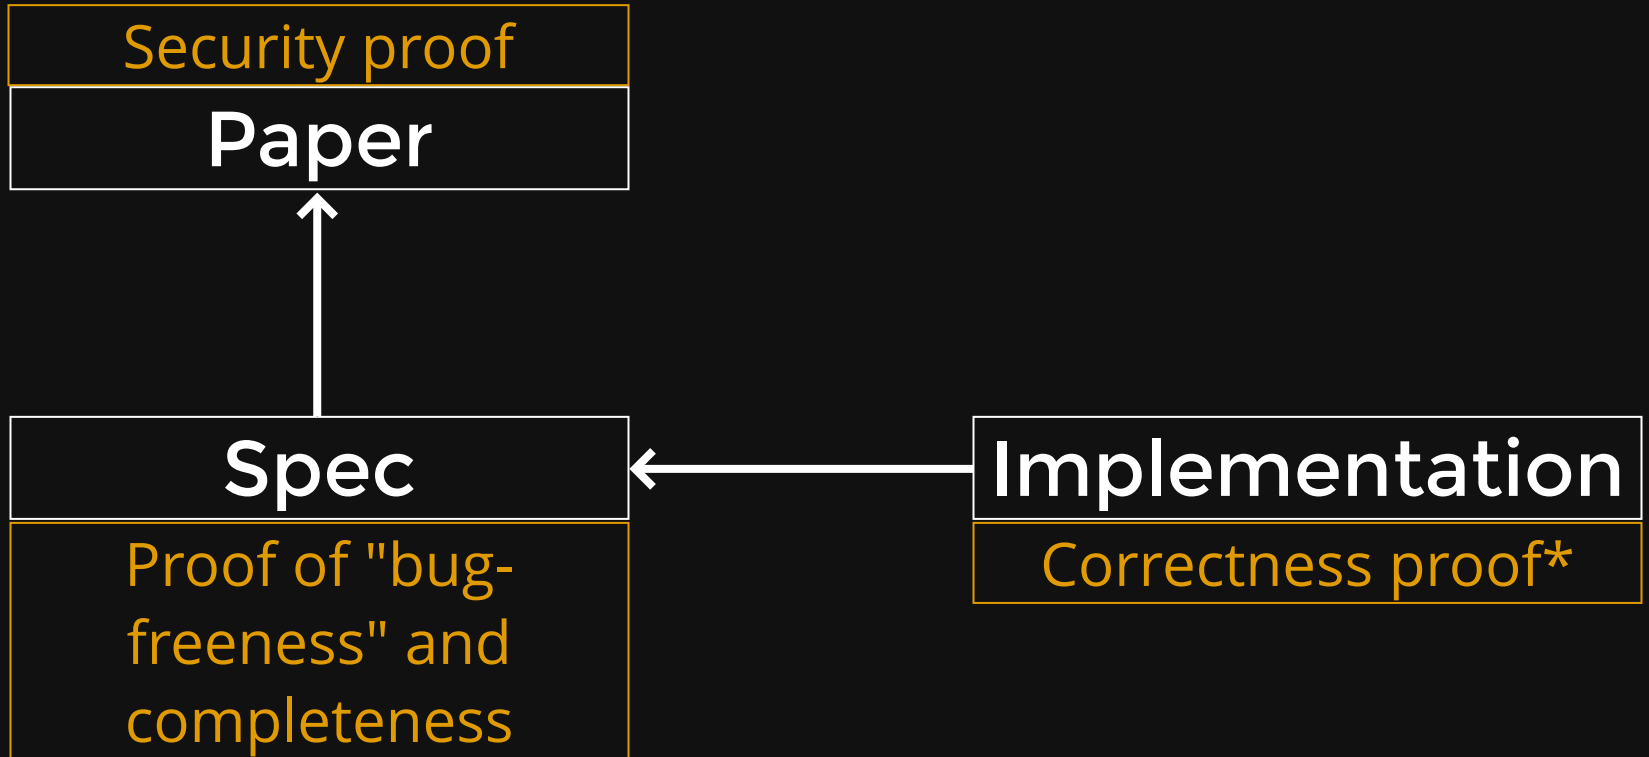 Security proof
Paper
Spec
Implementation
Proof of "bug-
freeness" and
completeness
Correctness proof*